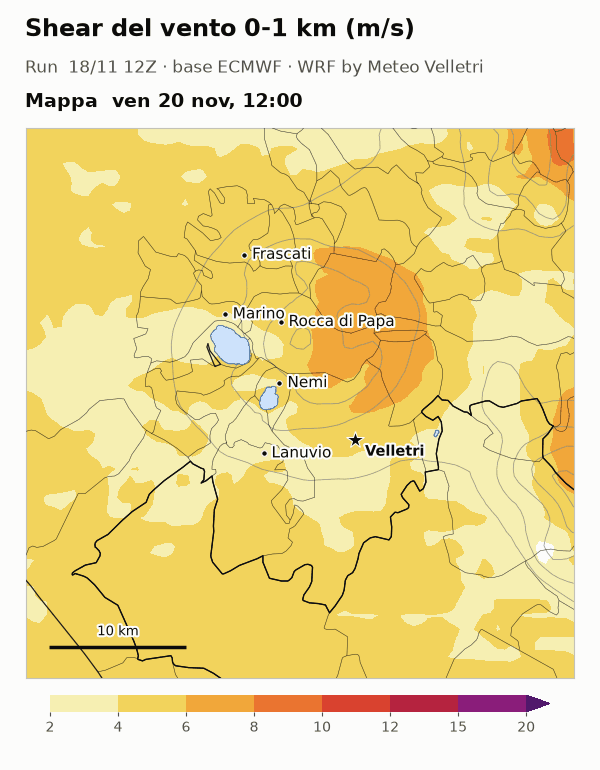 Shear del vento 0-1 km (m/s)
Run  18/11 12Z · base ECMWF · WRF by Meteo Velletri
Mappa  ven 20 nov, 12:00
Frascati
Marino
Rocca di Papa
Nemi
Velletri
Lanuvio
10 km
2 4 6 8 10 12 15 20